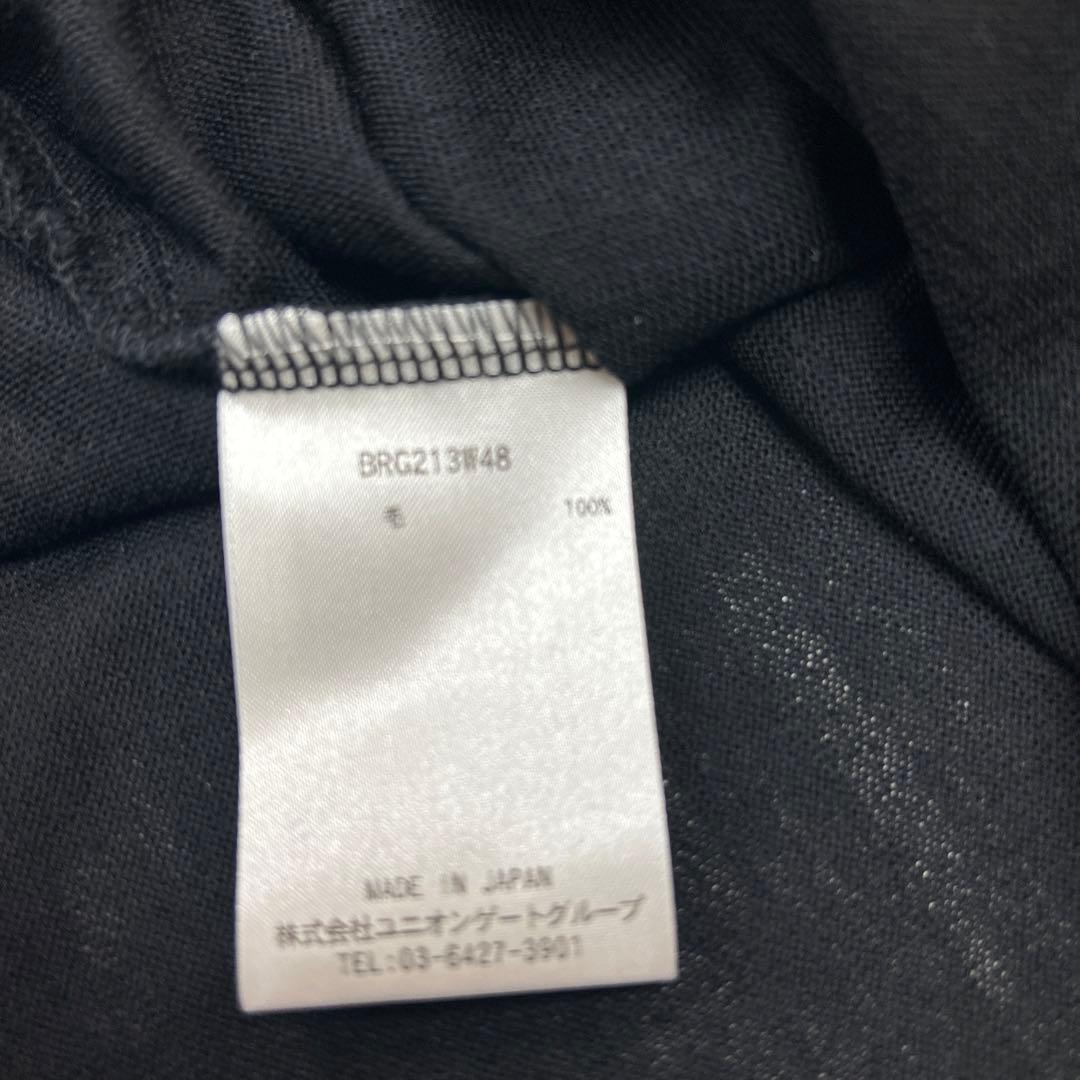 BRG213W48
毛 100%
MADE IN JAPAN
株式会社ユニオンゲートグループ
TEL:03-6427-3901